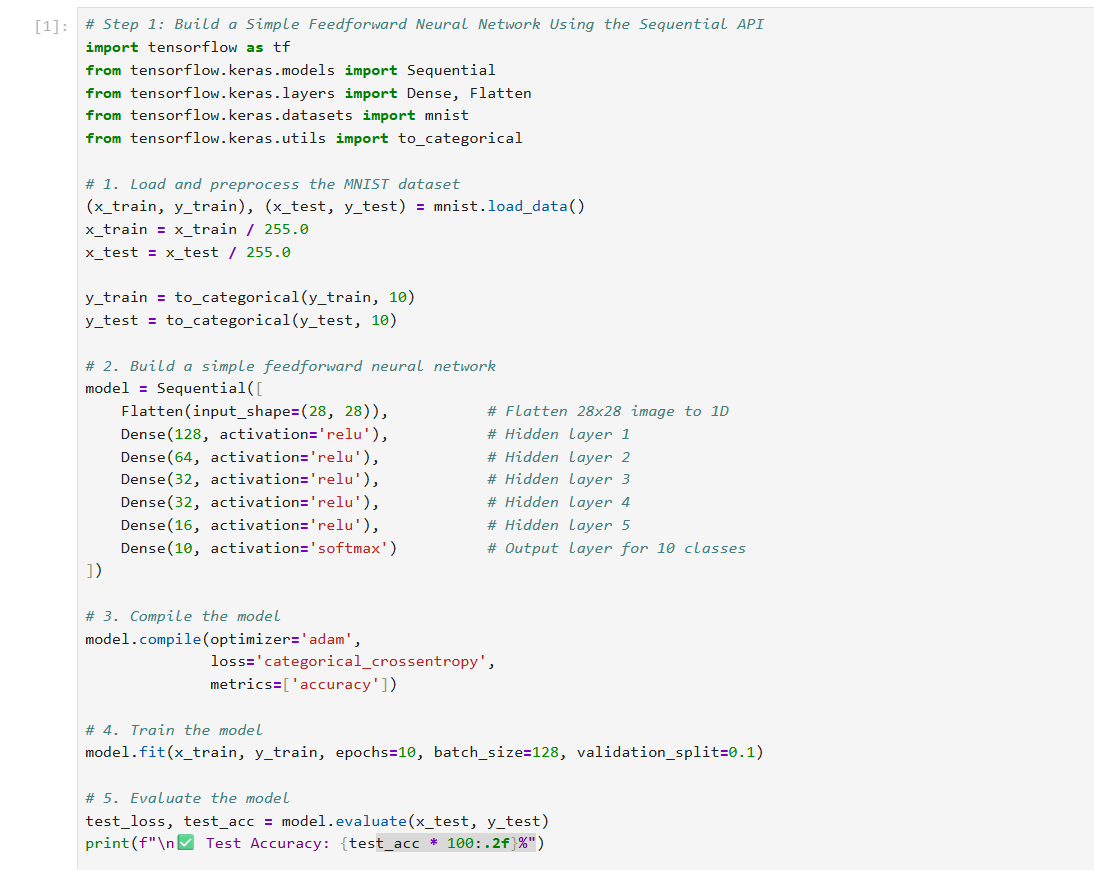 [1]:
# Step 1: Build a Simple Feedforward Neural Network Using the Sequential API
import tensorflow as tf
from tensorflow.keras.models import Sequential
from tensorflow.keras.layers import Dense, Flatten
from tensorflow.keras.datasets import mnist
from tensorflow.keras.utils import to_categorical

# 1. Load and preprocess the MNIST dataset
(x_train, y_train), (x_test, y_test) = mnist.load_data()
x_train = x_train / 255.0
x_test = x_test / 255.0

y_train = to_categorical(y_train, 10)
y_test = to_categorical(y_test, 10)

# 2. Build a simple feedforward neural network
model = Sequential([
    Flatten(input_shape=(28, 28)),           # Flatten 28x28 image to 1D
    Dense(128, activation='relu'),           # Hidden layer 1
    Dense(64, activation='relu'),            # Hidden layer 2
    Dense(32, activation='relu'),            # Hidden layer 3
    Dense(32, activation='relu'),            # Hidden layer 4
    Dense(16, activation='relu'),            # Hidden layer 5
    Dense(10, activation='softmax')          # Output layer for 10 classes
])

# 3. Compile the model
model.compile(optimizer='adam',
              loss='categorical_crossentropy',
              metrics=['accuracy'])

# 4. Train the model
model.fit(x_train, y_train, epochs=10, batch_size=128, validation_split=0.1)

# 5. Evaluate the model
test_loss, test_acc = model.evaluate(x_test, y_test)
print(f"\n✅ Test Accuracy: {test_acc * 100:.2f}%")